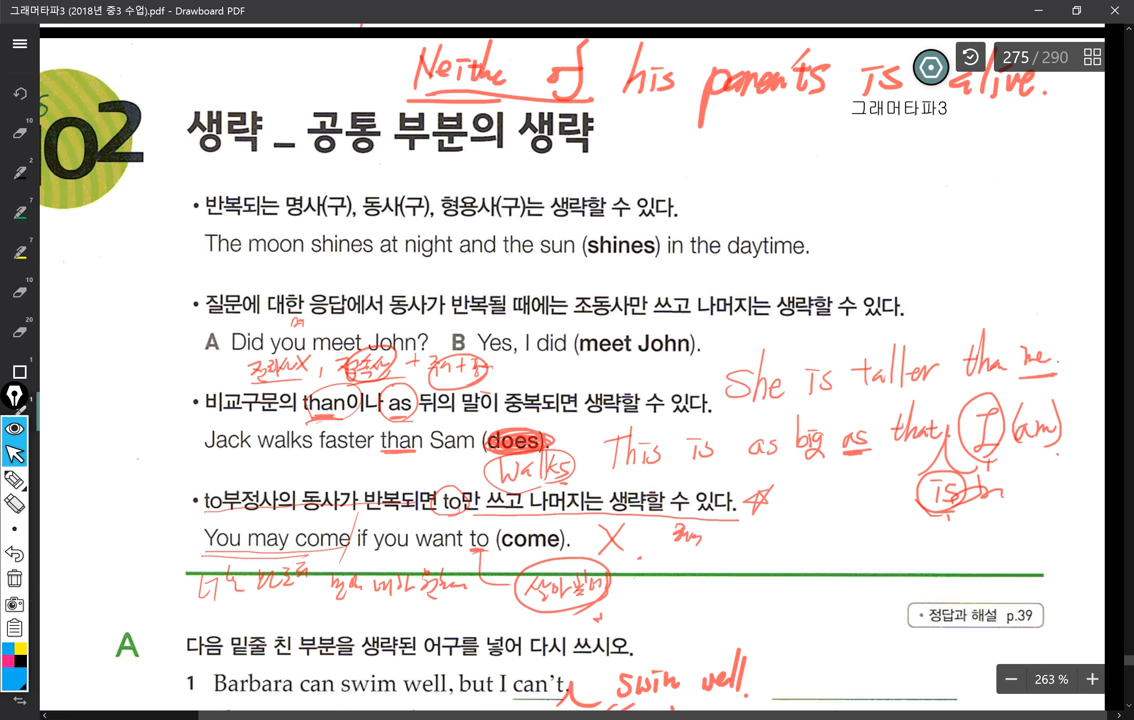 그래머타파3 (2018년 중3 수업).pdf - Drawboard PDF
275 / 290
Neithe of his parents is alive.
그래머타파3
02
생략 _ 공통 부분의 생략
• 반복되는 명사(구), 동사(구), 형용사(구)는 생략할 수 있다.
The moon shines at night and the sun (shines) in the daytime.
• 질문에 대한 응답에서 동사가 반복될 때에는 조동사만 쓰고 나머지는 생략할 수 있다.
A Did you meet John? B Yes, I did (meet John).
She is taller than me.
• 비교구문의 than이나 as 뒤의 말이 중복되면 생략할 수 있다.
Jack walks faster than Sam (does).
walks
This is as big as that I (am)
is
• to부정사의 동사가 반복되면 to만 쓰고 나머지는 생략할 수 있다.
You may come if you want to (come). X
• 정답과 해설 p.39
A 다음 밑줄 친 부분을 생략된 어구를 넣어 다시 쓰시오.
1 Barbara can swim well, but I can't. swim well.
263 %
10
2
7
7
10
20
1
1